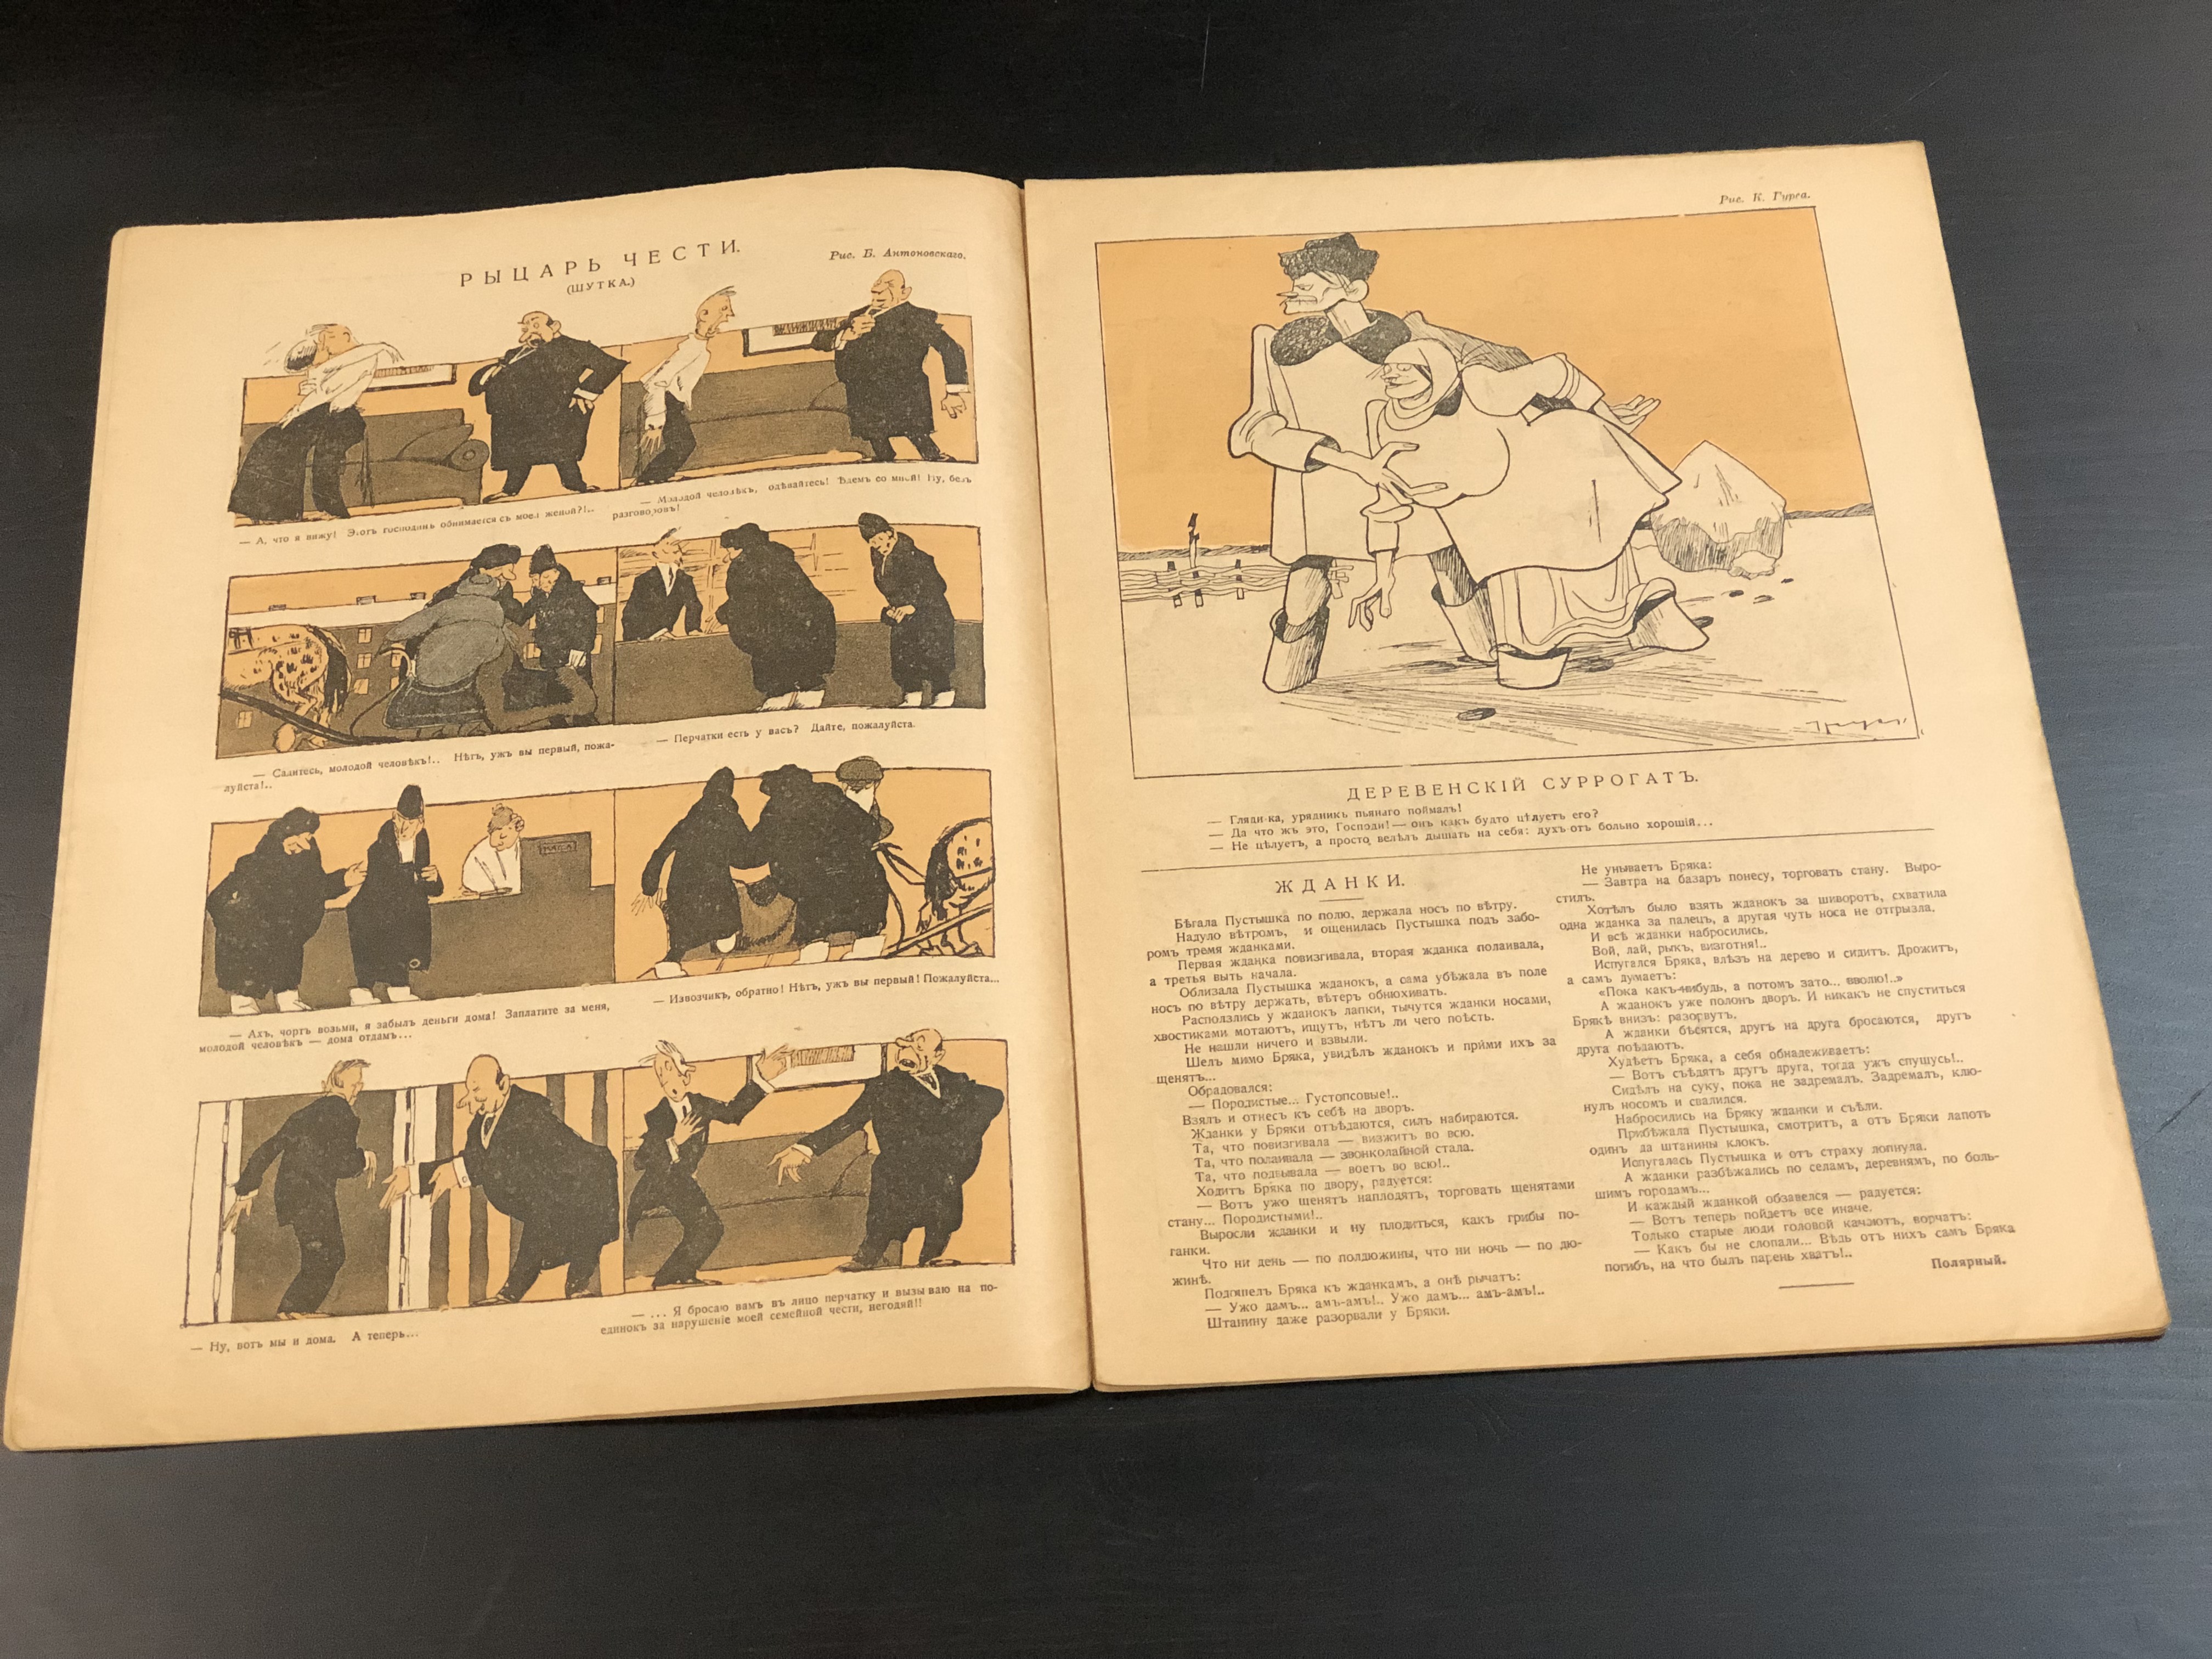 РЫЦАРЬ ЧЕСТИ.
(ШУТКА.)
Рис. Б. Антоновскаго.
— А, что я вижу! Этотъ господинъ обнимается съ моей женой?!..
— Молодой человѣкъ, одѣвайтесь! Ѣдемъ со мной! Ну, безъ
разговоровъ!
— Садитесь, молодой человѣкъ!.. Нѣтъ, ужъ вы первый, пожа-
луйста!..
— Перчатки есть у васъ? Дайте, пожалуйста.
— Ахъ, чортъ возьми, я забылъ деньги дома! Заплатите за меня,
молодой человѣкъ — дома отдамъ...
— Извозчикъ, обратно! Нѣтъ, ужъ вы первый! Пожалуйста...
— Ну, вотъ мы и дома. А теперь...
— ... Я бросаю вамъ въ лицо перчатку и вызываю на по-
единокъ за нарушеніе моей семейной чести, негодяй!!
Рис. К. Гурга.
ДЕРЕВЕНСКІЙ СУРРОГАТЪ.
— Гляди-ка, урядникъ пьянаго поймалъ!
— Да что жъ это, Господи! — онъ какъ будто цѣлуетъ его?
— Не цѣлуетъ, а просто велѣлъ дышать на себя: духъ отъ больно хорошій...
ЖДАНКИ.
Бѣгала Пустышка по полю, держала носъ по вѣтру.
Надуло вѣтромъ, и ощенилась Пустышка подъ забо-
ромъ тремя жданками.
Первая жданка повизгивала, вторая жданка полаивала,
а третья выть начала.
Облизала Пустышка жданокъ, а сама убѣжала въ поле
носъ по вѣтру держать, вѣтеръ обнюхивать.
Расползлись у жданокъ лапки, тычутся жданки носами,
хвостиками мотаютъ, ищутъ, нѣтъ ли чего поѣсть.
Не нашли ничего и взвыли.
Шелъ мимо Бряка, увидѣлъ жданокъ и прими ихъ за
щенятъ...
Обрадовался:
— Породистые... Густопсовые!..
Взялъ и отнесъ къ себѣ на дворъ.
Жданки у Бряки отъѣдаются, силъ набираются.
Та, что повизгивала — визжитъ во всю.
Та, что полаивала — звонколайной стала.
Та, что подвывала — воетъ во всю!..
Ходитъ Бряка по двору, радуется:
— Вотъ ужо щенятъ наплодятъ, торговать щенятами
стану... Породистыми!..
Выросли жданки и ну плодиться, какъ грибы по-
ганки.
Что ни день — по полдюжины, что ни ночь — по дю-
жинѣ.
Подошелъ Бряка къ жданкамъ, а онѣ рычатъ:
— Ужо дамъ... амъ-амъ!.. Ужо дамъ... амъ-амъ!..
Штанину даже разорвали у Бряки.
Не унываетъ Бряка:
— Завтра на базаръ понесу, торговать стану. Выро-
стилъ.
Хотѣлъ было взять жданокъ за шиворотъ, схватила
одна жданка за палецъ, а другая чуть носа не отгрызла.
И всѣ жданки набросились.
Вой, лай, рыкъ, визготня!..
Испугался Бряка, влѣзъ на дерево и сидитъ. Дрожитъ,
а самъ думаетъ:
«Пока какъ-нибудь, а потомъ зато... вволю!..»
А жданокъ уже полонъ дворъ. И никакъ не спуститься
Брякѣ внизъ: разорвутъ.
А жданки бѣсятся, другъ на друга бросаются, другъ
друга поѣдаютъ.
Худѣетъ Бряка, а себя обнадеживаетъ:
— Вотъ съѣдятъ другъ друга, тогда ужъ спущусь!..
Сидѣлъ на суку, пока не задремалъ. Задремалъ, клю-
нулъ носомъ и свалился.
Набросились на Бряку жданки и съѣли.
Прибѣжала Пустышка, смотритъ, а отъ Бряки лапоть
одинъ да штанины клокъ.
Испугалась Пустышка и отъ страху лопнула.
А жданки разбѣжались по селамъ, деревнямъ, по боль-
шимъ городамъ...
И каждый жданкой обзавелся — радуется:
— Вотъ теперь пойдетъ все иначе.
Только старые люди головой качаютъ, ворчатъ:
— Какъ бы не слопали... Вѣдь отъ нихъ самъ Бряка
погибъ, на что былъ парень хватъ!..
Полярный.